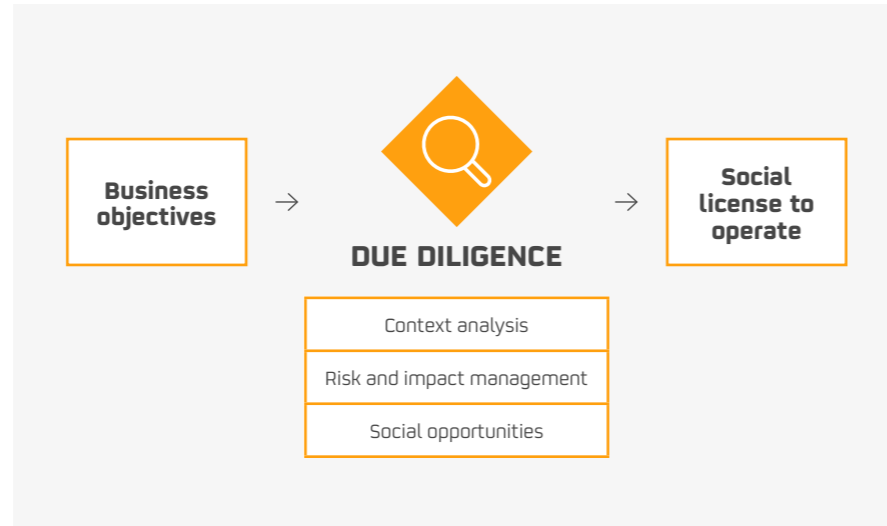 Business
objectives
DUE DILIGENCE
Context analysis
Risk and impact management
Social opportunities
Social
license to
operate